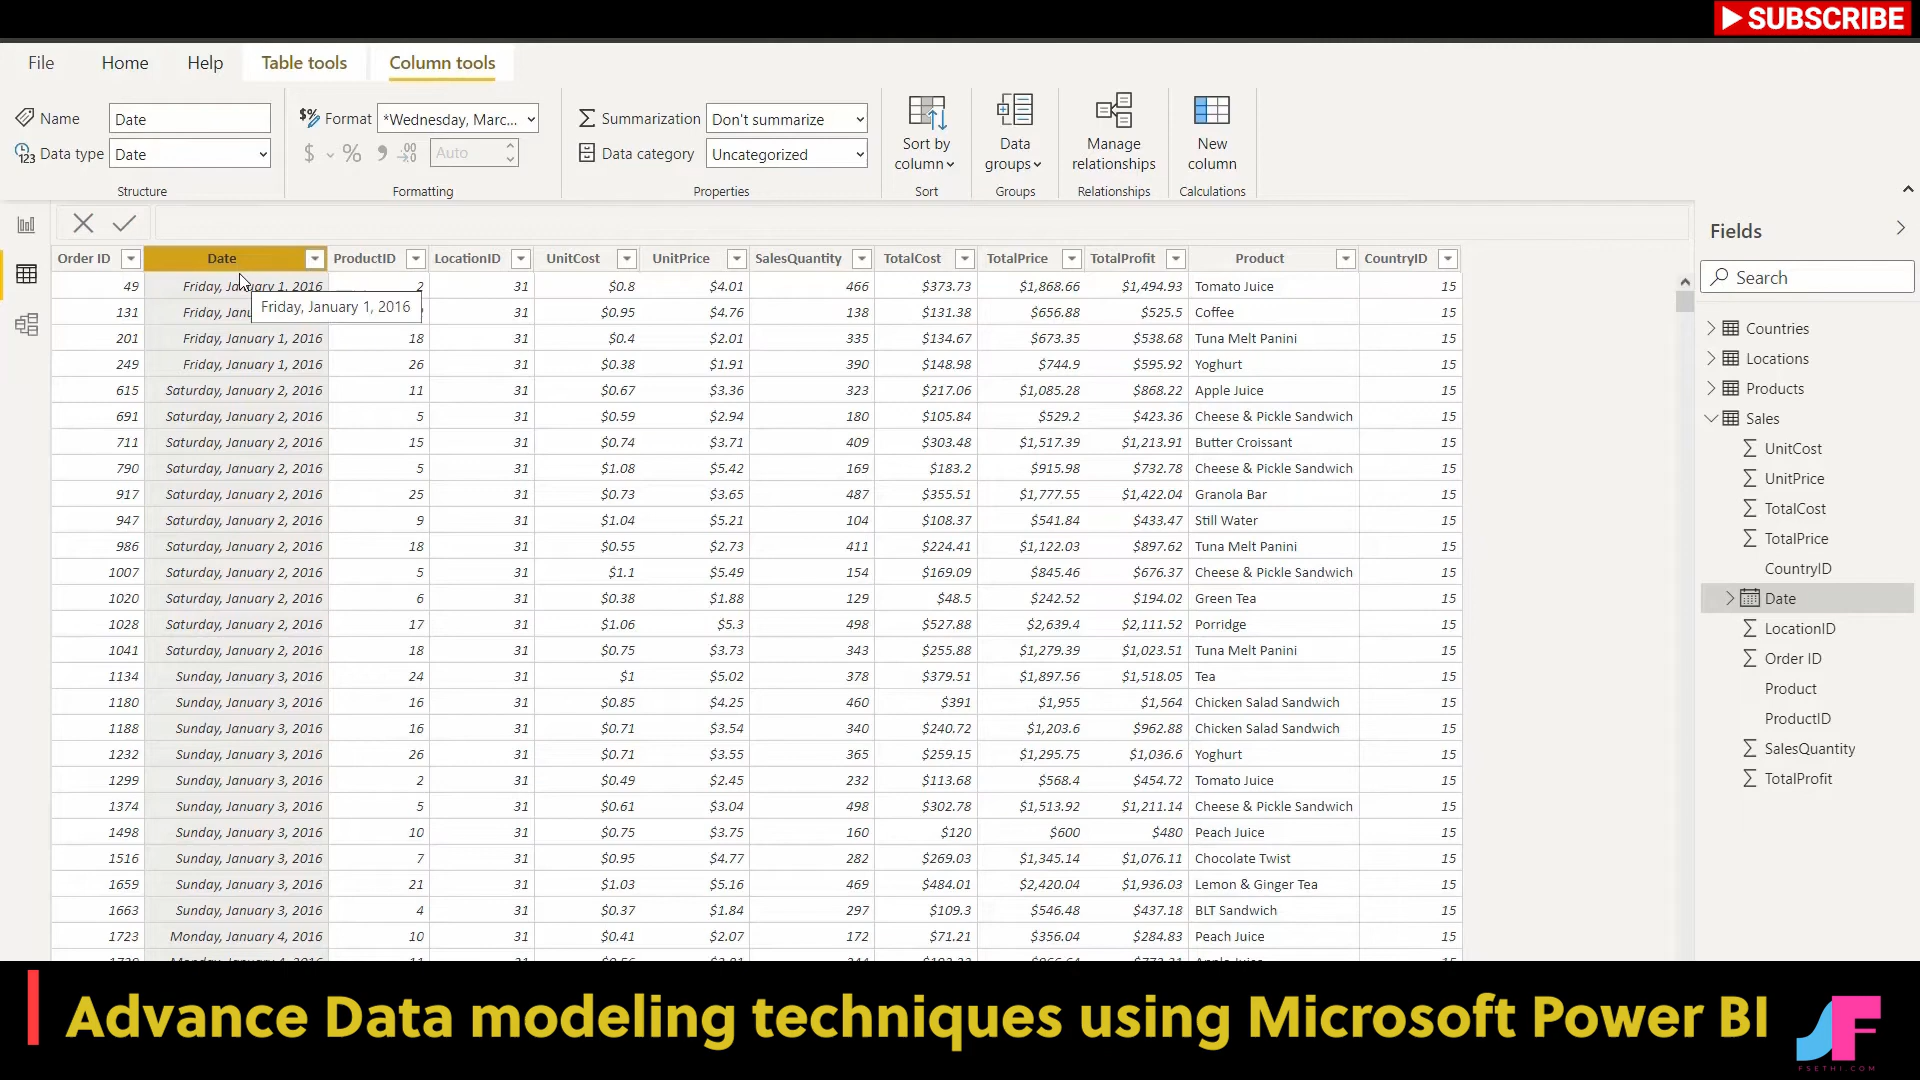 SUBSCRIBE
File Home Help Table tools Column tools
Name Date $% Format *Wednesday, Marc... Summarization Don't summarize Sort by column Data groups Manage relationships New column
123 Data type Date $ % 9 .00 Auto Data category Uncategorized
Structure Formatting Properties Sort Groups Relationships Calculations
Order ID Date ProductID LocationID UnitCost UnitPrice SalesQuantity TotalCost TotalPrice TotalProfit Product CountryID
49 Friday, January 1, 2016 2 31 $0.8 $4.01 466 $373.73 $1,868.66 $1,494.93 Tomato Juice 15
Friday, January 1, 2016
131 Friday, Janu 31 $0.95 $4.76 138 $131.38 $656.88 $525.5 Coffee 15
201 Friday, January 1, 2016 18 31 $0.4 $2.01 335 $134.67 $673.35 $538.68 Tuna Melt Panini 15
249 Friday, January 1, 2016 26 31 $0.38 $1.91 390 $148.98 $744.9 $595.92 Yoghurt 15
615 Saturday, January 2, 2016 11 31 $0.67 $3.36 323 $217.06 $1,085.28 $868.22 Apple Juice 15
691 Saturday, January 2, 2016 5 31 $0.59 $2.94 180 $105.84 $529.2 $423.36 Cheese & Pickle Sandwich 15
711 Saturday, January 2, 2016 15 31 $0.74 $3.71 409 $303.48 $1,517.39 $1,213.91 Butter Croissant 15
790 Saturday, January 2, 2016 5 31 $1.08 $5.42 169 $183.2 $915.98 $732.78 Cheese & Pickle Sandwich 15
917 Saturday, January 2, 2016 25 31 $0.73 $3.65 487 $355.51 $1,777.55 $1,422.04 Granola Bar 15
947 Saturday, January 2, 2016 9 31 $1.04 $5.21 104 $108.37 $541.84 $433.47 Still Water 15
986 Saturday, January 2, 2016 18 31 $0.55 $2.73 411 $224.41 $1,122.03 $897.62 Tuna Melt Panini 15
1007 Saturday, January 2, 2016 5 31 $1.1 $5.49 154 $169.09 $845.46 $676.37 Cheese & Pickle Sandwich 15
1020 Saturday, January 2, 2016 6 31 $0.38 $1.88 129 $48.5 $242.52 $194.02 Green Tea 15
1028 Saturday, January 2, 2016 17 31 $1.06 $5.3 498 $527.88 $2,639.4 $2,111.52 Porridge 15
1041 Saturday, January 2, 2016 18 31 $0.75 $3.73 343 $255.88 $1,279.39 $1,023.51 Tuna Melt Panini 15
1134 Sunday, January 3, 2016 24 31 $1 $5.02 378 $379.51 $1,897.56 $1,518.05 Tea 15
1180 Sunday, January 3, 2016 16 31 $0.85 $4.25 460 $391 $1,955 $1,564 Chicken Salad Sandwich 15
1188 Sunday, January 3, 2016 16 31 $0.71 $3.54 340 $240.72 $1,203.6 $962.88 Chicken Salad Sandwich 15
1232 Sunday, January 3, 2016 26 31 $0.71 $3.55 365 $259.15 $1,295.75 $1,036.6 Yoghurt 15
1299 Sunday, January 3, 2016 2 31 $0.49 $2.45 232 $113.68 $568.4 $454.72 Tomato Juice 15
1374 Sunday, January 3, 2016 5 31 $0.61 $3.04 498 $302.78 $1,513.92 $1,211.14 Cheese & Pickle Sandwich 15
1498 Sunday, January 3, 2016 10 31 $0.75 $3.75 160 $120 $600 $480 Peach Juice 15
1516 Sunday, January 3, 2016 7 31 $0.95 $4.77 282 $269.03 $1,345.14 $1,076.11 Chocolate Twist 15
1659 Sunday, January 3, 2016 21 31 $1.03 $5.16 469 $484.01 $2,420.04 $1,936.03 Lemon & Ginger Tea 15
1663 Sunday, January 3, 2016 4 31 $0.37 $1.84 297 $109.3 $546.48 $437.18 BLT Sandwich 15
1723 Monday, January 4, 2016 10 31 $0.41 $2.07 172 $71.21 $356.04 $284.83 Peach Juice 15
Fields
Search
Countries
Locations
Products
Sales
UnitCost
UnitPrice
TotalCost
TotalPrice
CountryID
Date
LocationID
Order ID
Product
ProductID
SalesQuantity
TotalProfit
Advance Data modeling techniques using Microsoft Power BI
SF
FSETHI.COM